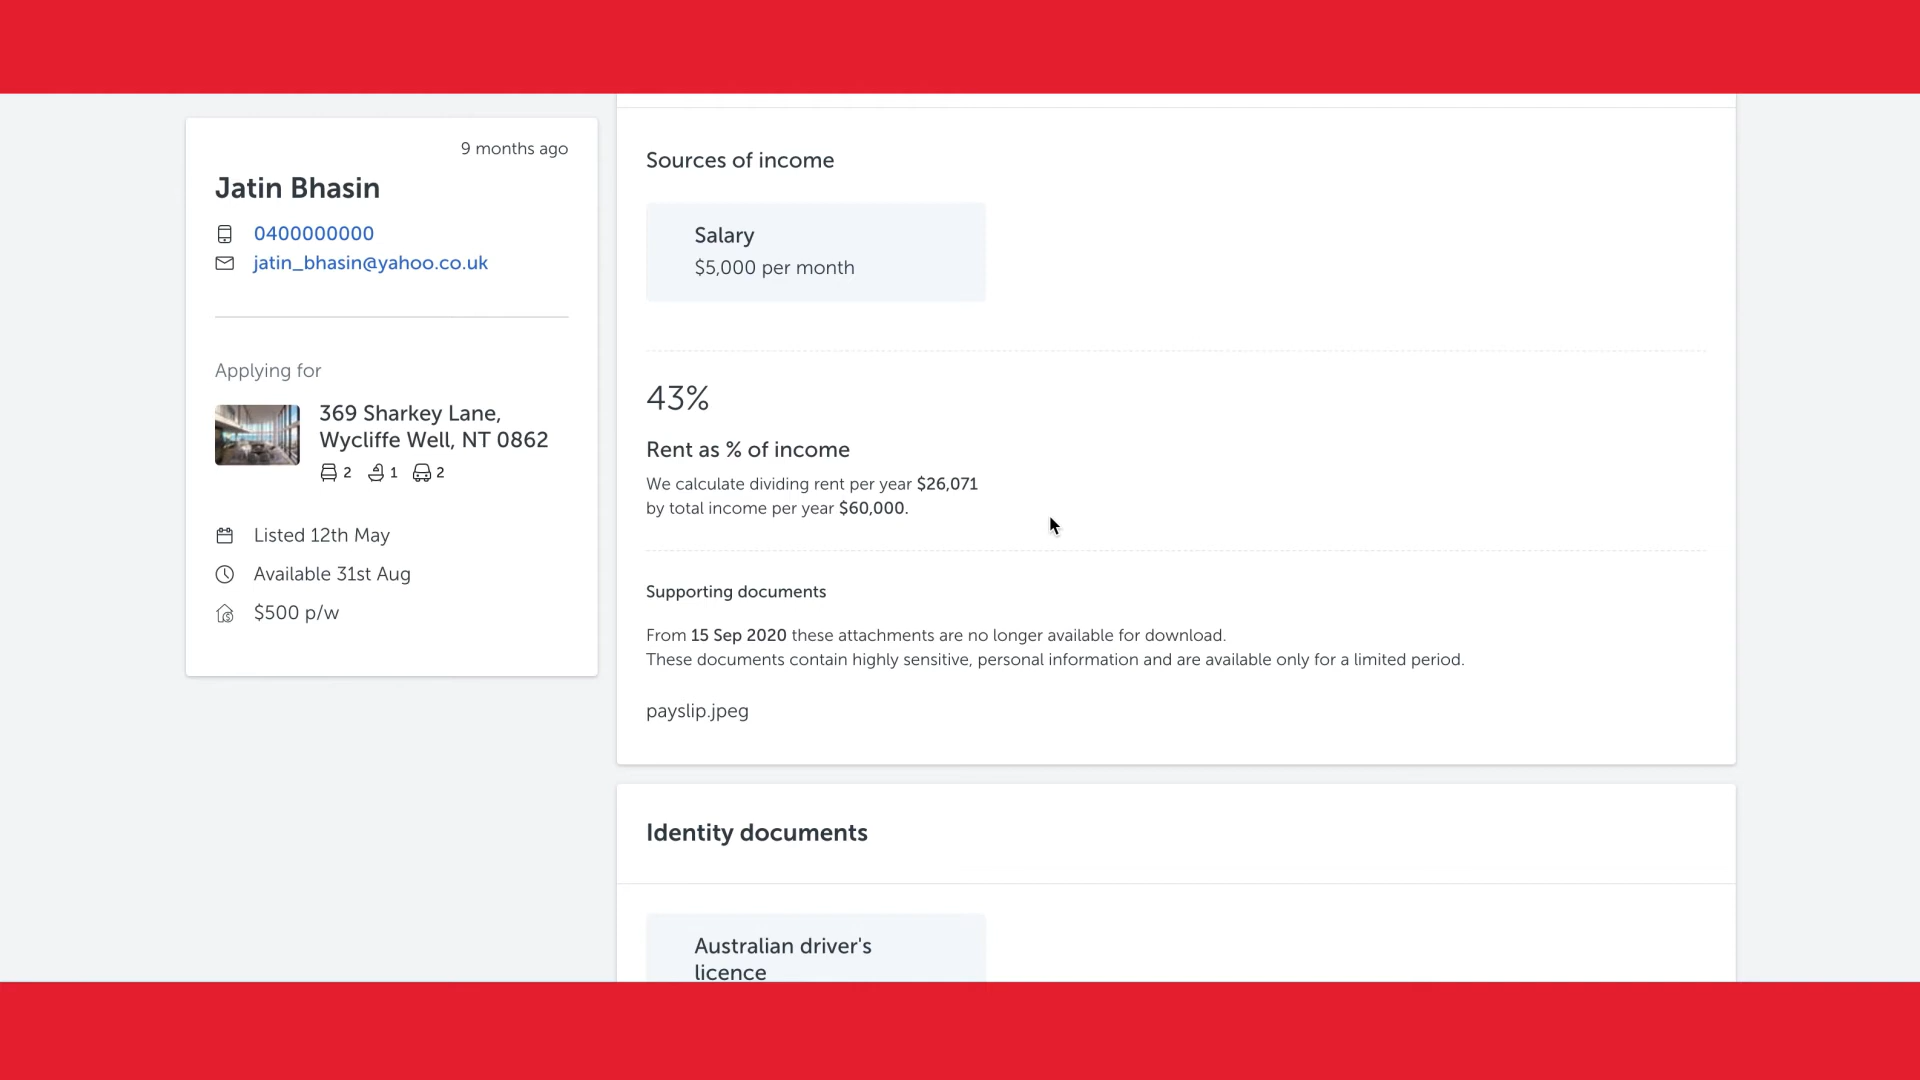 9 months ago
Jatin Bhasin
0400000000
jatin_bhasin@yahoo.co.uk
Applying for
369 Sharkey Lane,
Wycliffe Well, NT 0862
2 1 2
Listed 12th May
Available 31st Aug
$500 p/w
Sources of income
Salary
$5,000 per month
43%
Rent as % of income
We calculate dividing rent per year $26,071
by total income per year $60,000.
Supporting documents
From 15 Sep 2020 these attachments are no longer available for download.
These documents contain highly sensitive, personal information and are available only for a limited period.
payslip.jpeg
Identity documents
Australian driver's
licence